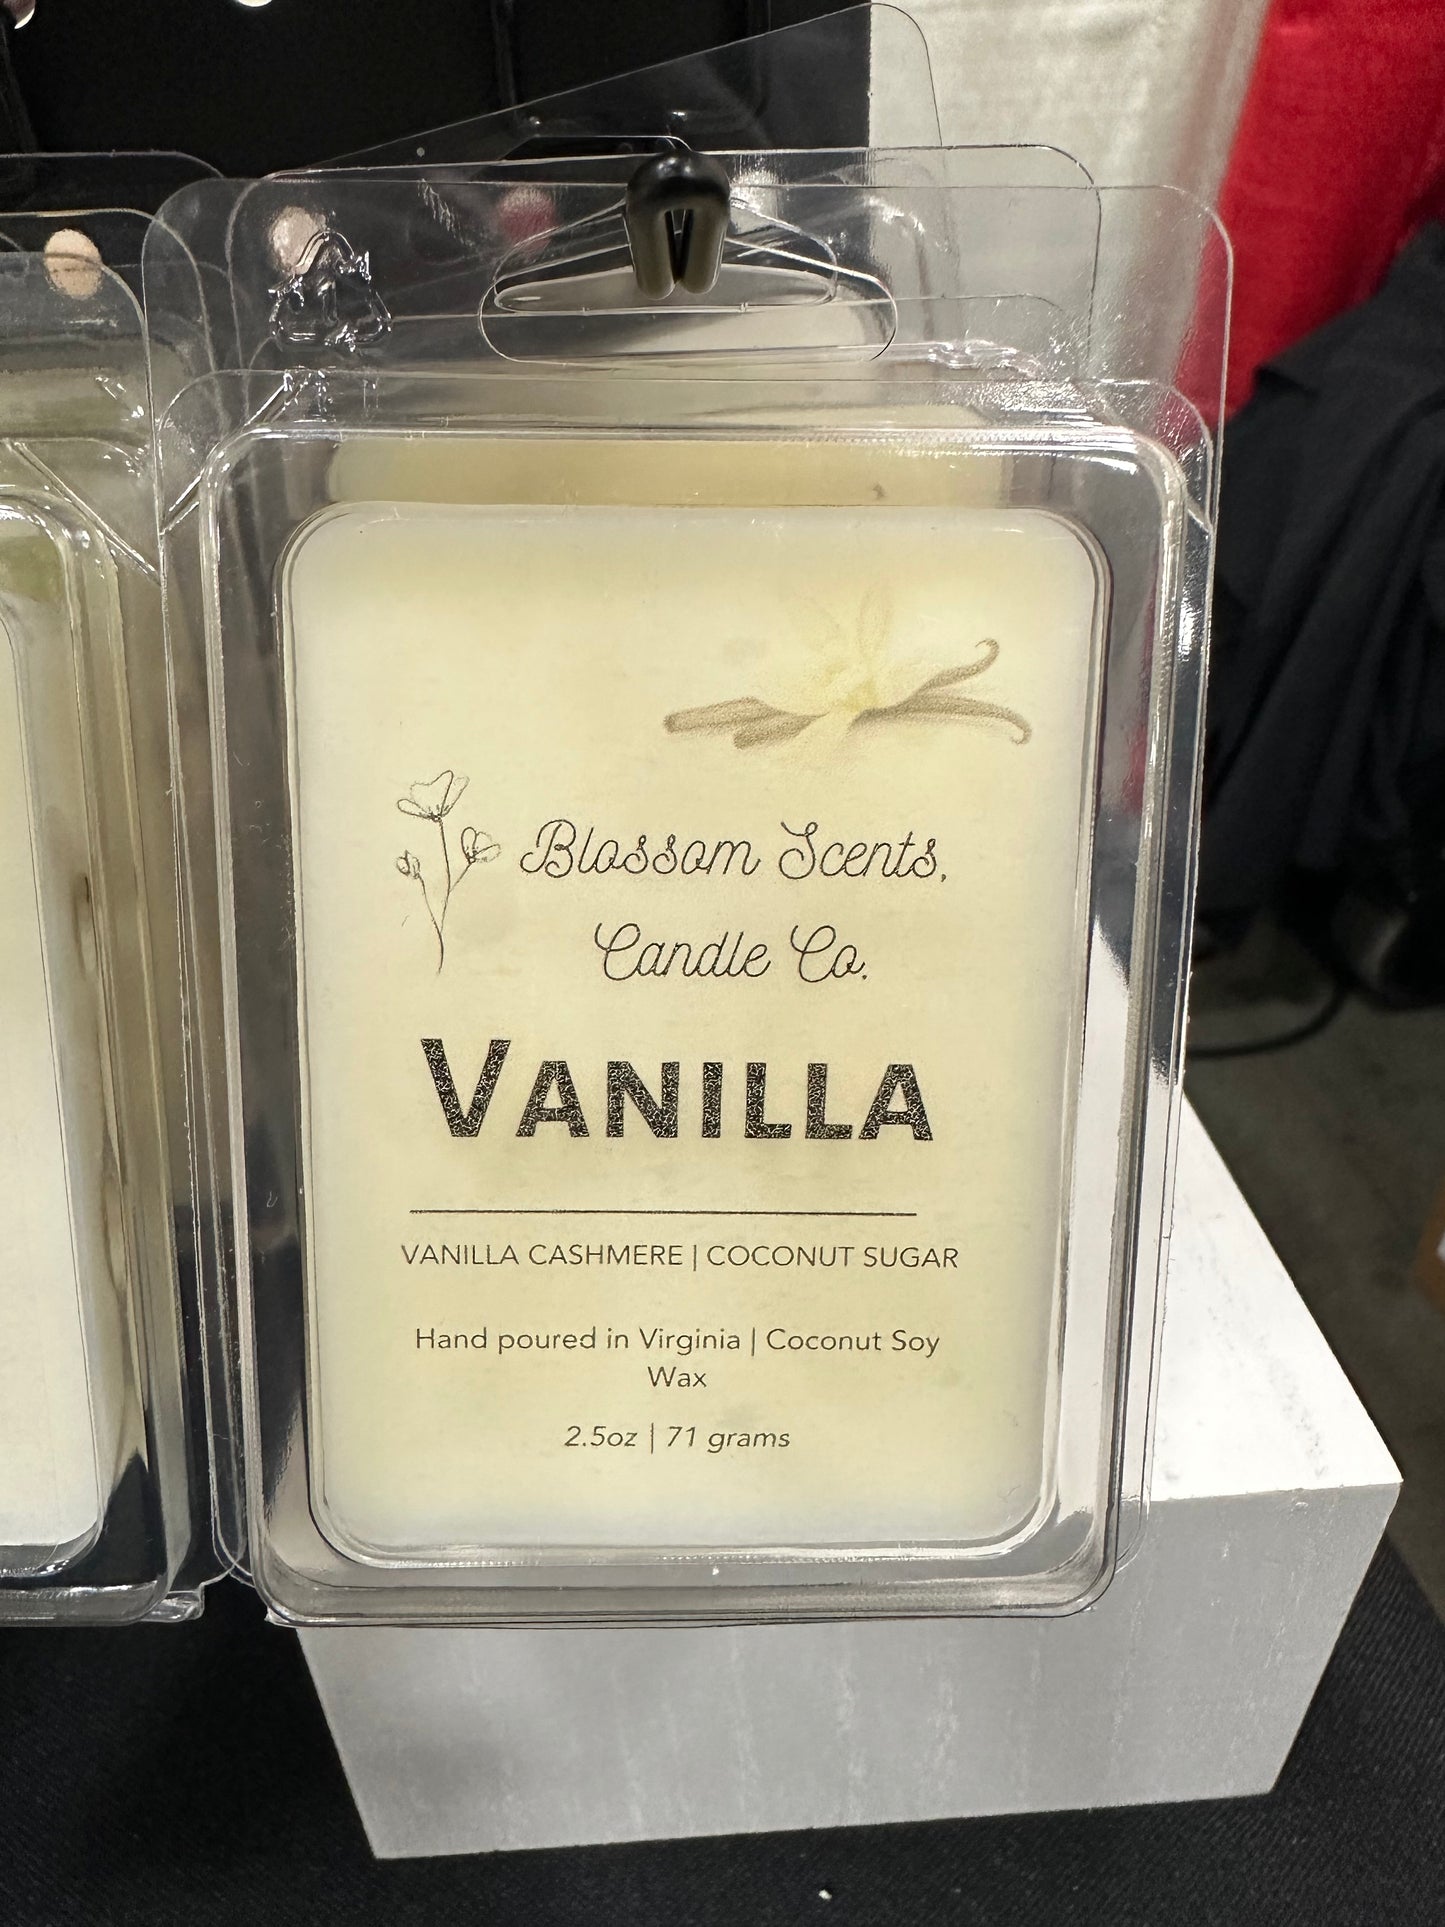 Blossom Scents,
Candle Co.
VANILLA
VANILLA CASHMERE | COCONUT SUGAR
Hand poured in Virginia | Coconut Soy
Wax
2.5oz | 71 grams